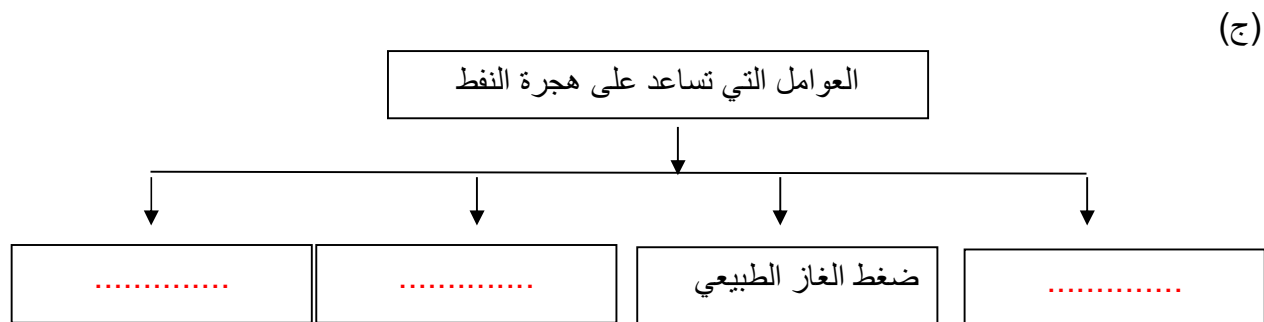 (ج)
العوامل التي تساعد على هجرة النفط
..............
ضغط الغاز الطبيعي
..............
..............